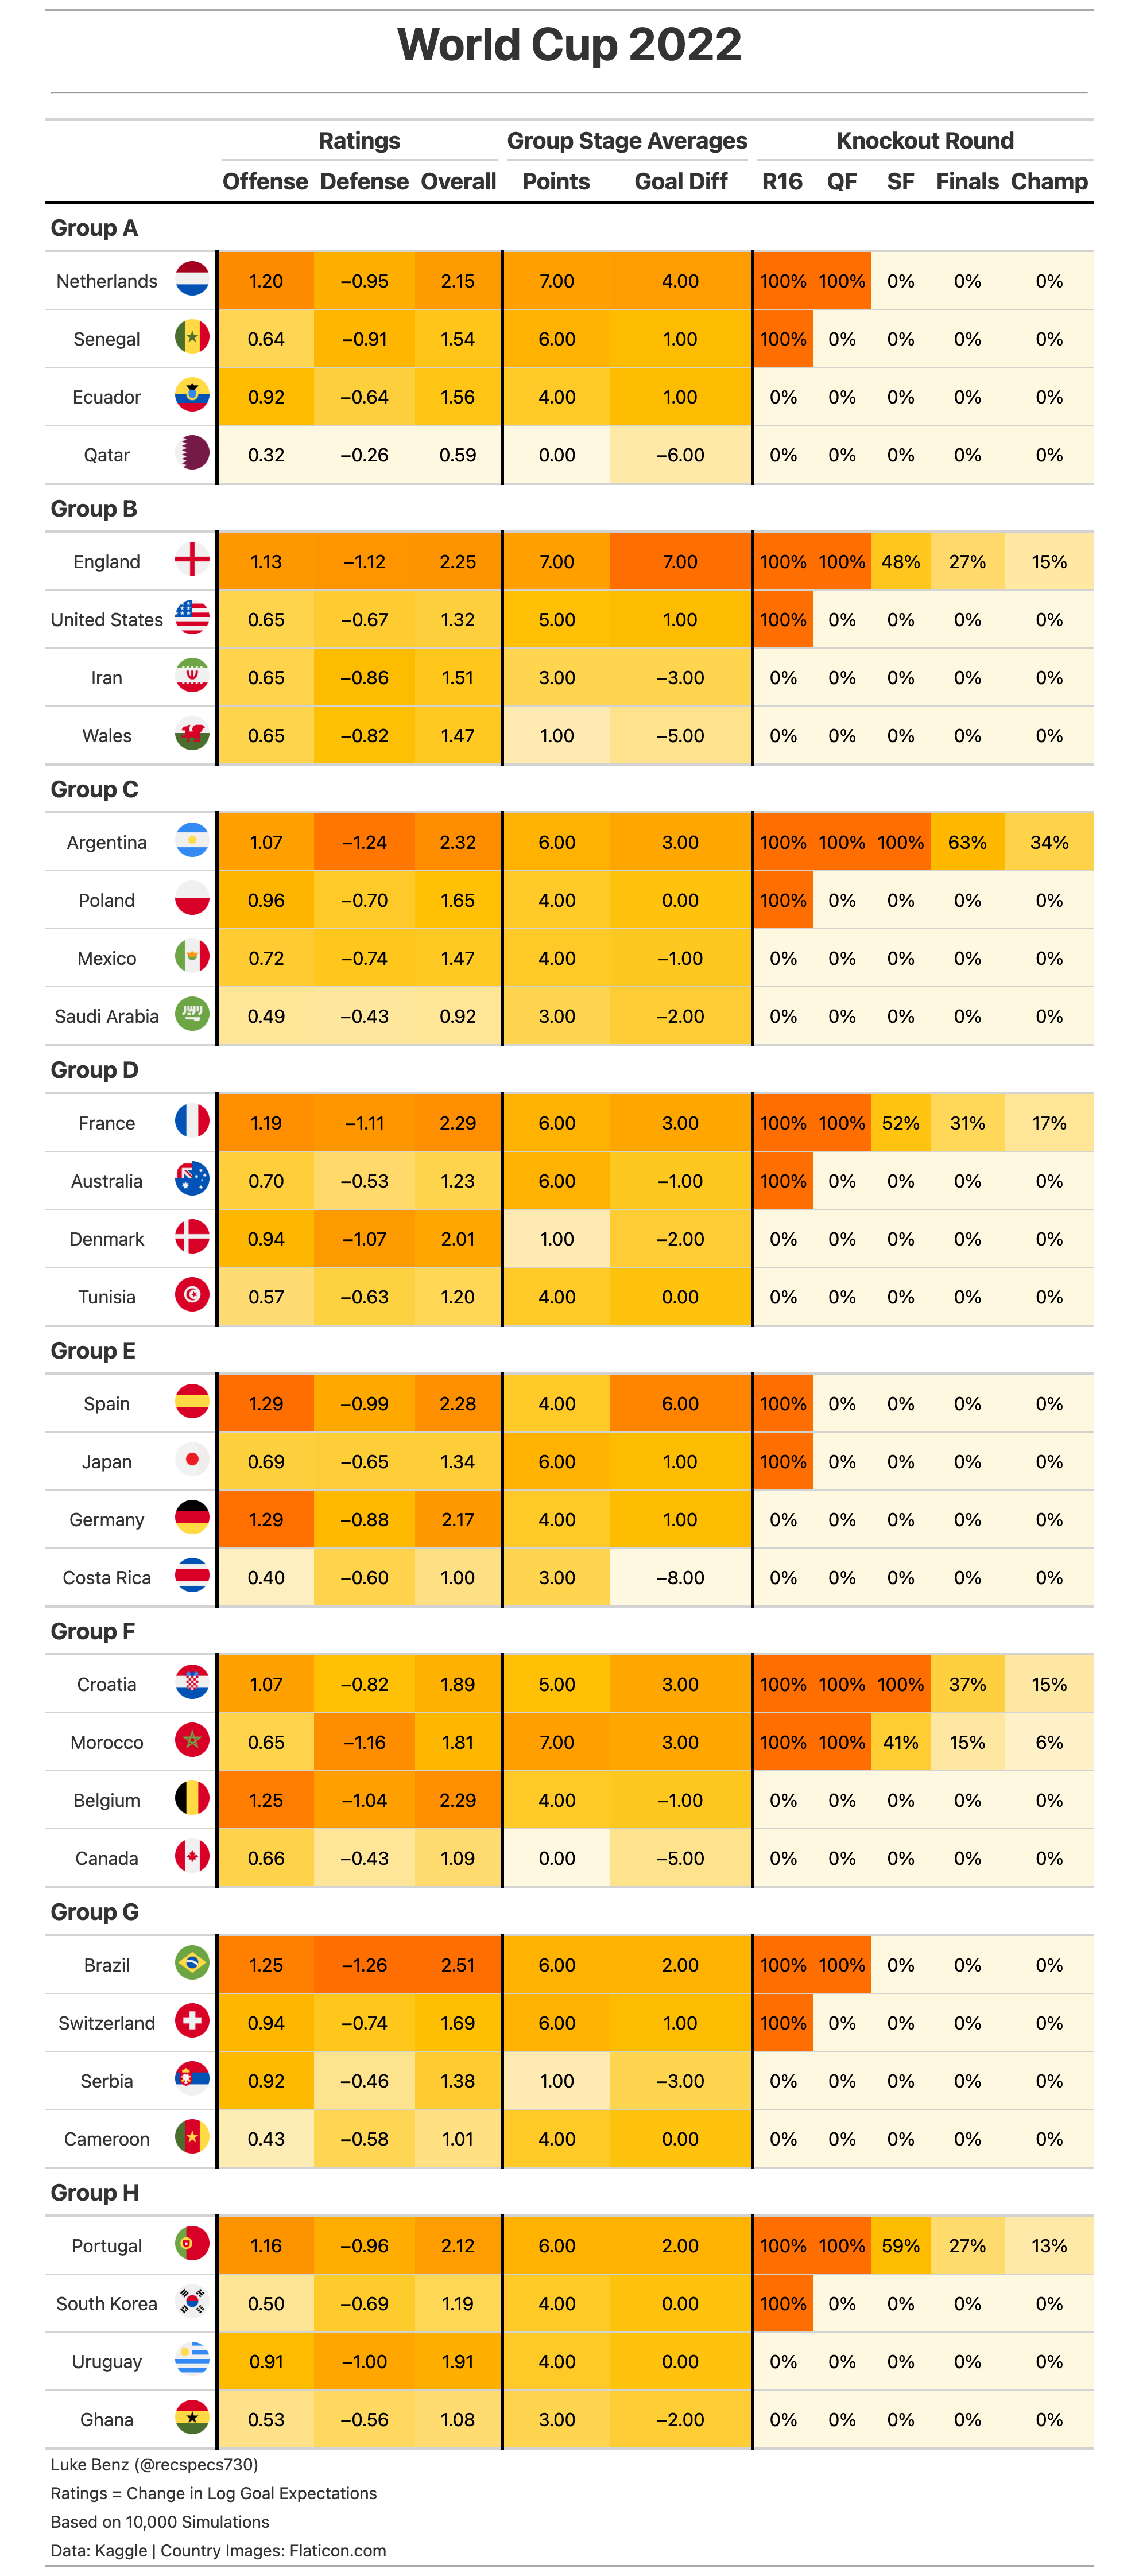 World Cup 2022
Ratings Group Stage Averages Knockout Round
Offense Defense Overall Points Goal Diff R16 QF SF Finals Champ
Group A
Netherlands 1.20 −0.95 2.15 7.00 4.00 100% 100% 0% 0% 0%
Senegal 0.64 −0.91 1.54 6.00 1.00 100% 0% 0% 0% 0%
Ecuador 0.92 −0.64 1.56 4.00 1.00 0% 0% 0% 0% 0%
Qatar 0.32 −0.26 0.59 0.00 −6.00 0% 0% 0% 0% 0%
Group B
England 1.13 −1.12 2.25 7.00 7.00 100% 100% 48% 27% 15%
United States 0.65 −0.67 1.32 5.00 1.00 100% 0% 0% 0% 0%
Iran 0.65 −0.86 1.51 3.00 −3.00 0% 0% 0% 0% 0%
Wales 0.65 −0.82 1.47 1.00 −5.00 0% 0% 0% 0% 0%
Group C
Argentina 1.07 −1.24 2.32 6.00 3.00 100% 100% 100% 63% 34%
Poland 0.96 −0.70 1.65 4.00 0.00 100% 0% 0% 0% 0%
Mexico 0.72 −0.74 1.47 4.00 −1.00 0% 0% 0% 0% 0%
Saudi Arabia 0.49 −0.43 0.92 3.00 −2.00 0% 0% 0% 0% 0%
Group D
France 1.19 −1.11 2.29 6.00 3.00 100% 100% 52% 31% 17%
Australia 0.70 −0.53 1.23 6.00 −1.00 100% 0% 0% 0% 0%
Denmark 0.94 −1.07 2.01 1.00 −2.00 0% 0% 0% 0% 0%
Tunisia 0.57 −0.63 1.20 4.00 0.00 0% 0% 0% 0% 0%
Group E
Spain 1.29 −0.99 2.28 4.00 6.00 100% 0% 0% 0% 0%
Japan 0.69 −0.65 1.34 6.00 1.00 100% 0% 0% 0% 0%
Germany 1.29 −0.88 2.17 4.00 1.00 0% 0% 0% 0% 0%
Costa Rica 0.40 −0.60 1.00 3.00 −8.00 0% 0% 0% 0% 0%
Group F
Croatia 1.07 −0.82 1.89 5.00 3.00 100% 100% 100% 37% 15%
Morocco 0.65 −1.16 1.81 7.00 3.00 100% 100% 41% 15% 6%
Belgium 1.25 −1.04 2.29 4.00 −1.00 0% 0% 0% 0% 0%
Canada 0.66 −0.43 1.09 0.00 −5.00 0% 0% 0% 0% 0%
Group G
Brazil 1.25 −1.26 2.51 6.00 2.00 100% 100% 0% 0% 0%
Switzerland 0.94 −0.74 1.69 6.00 1.00 100% 0% 0% 0% 0%
Serbia 0.92 −0.46 1.38 1.00 −3.00 0% 0% 0% 0% 0%
Cameroon 0.43 −0.58 1.01 4.00 0.00 0% 0% 0% 0% 0%
Group H
Portugal 1.16 −0.96 2.12 6.00 2.00 100% 100% 59% 27% 13%
South Korea 0.50 −0.69 1.19 4.00 0.00 100% 0% 0% 0% 0%
Uruguay 0.91 −1.00 1.91 4.00 0.00 0% 0% 0% 0% 0%
Ghana 0.53 −0.56 1.08 3.00 −2.00 0% 0% 0% 0% 0%
Luke Benz (@recspecs730)
Ratings = Change in Log Goal Expectations
Based on 10,000 Simulations
Data: Kaggle | Country Images: Flaticon.com